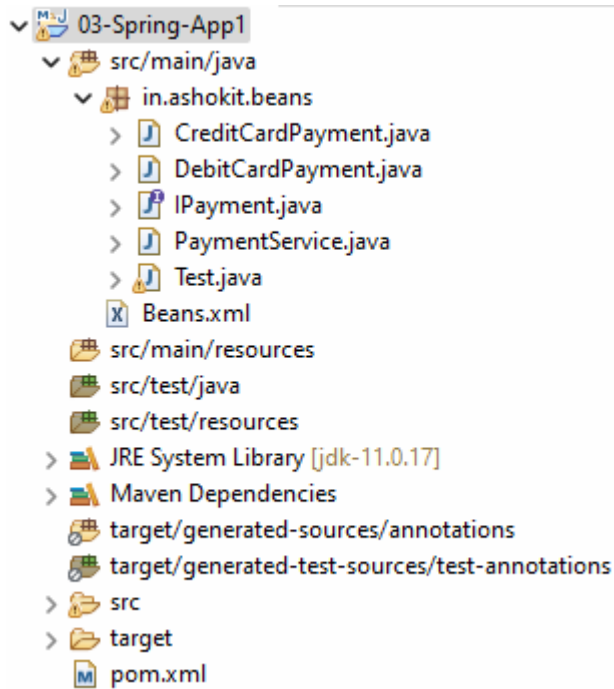 03-Spring-App1
src/main/java
in.ashokit.beans
CreditCardPayment.java
DebitCardPayment.java
IPayment.java
PaymentService.java
Test.java
Beans.xml
src/main/resources
src/test/java
src/test/resources
JRE System Library [jdk-11.0.17]
Maven Dependencies
target/generated-sources/annotations
target/generated-test-sources/test-annotations
src
target
pom.xml